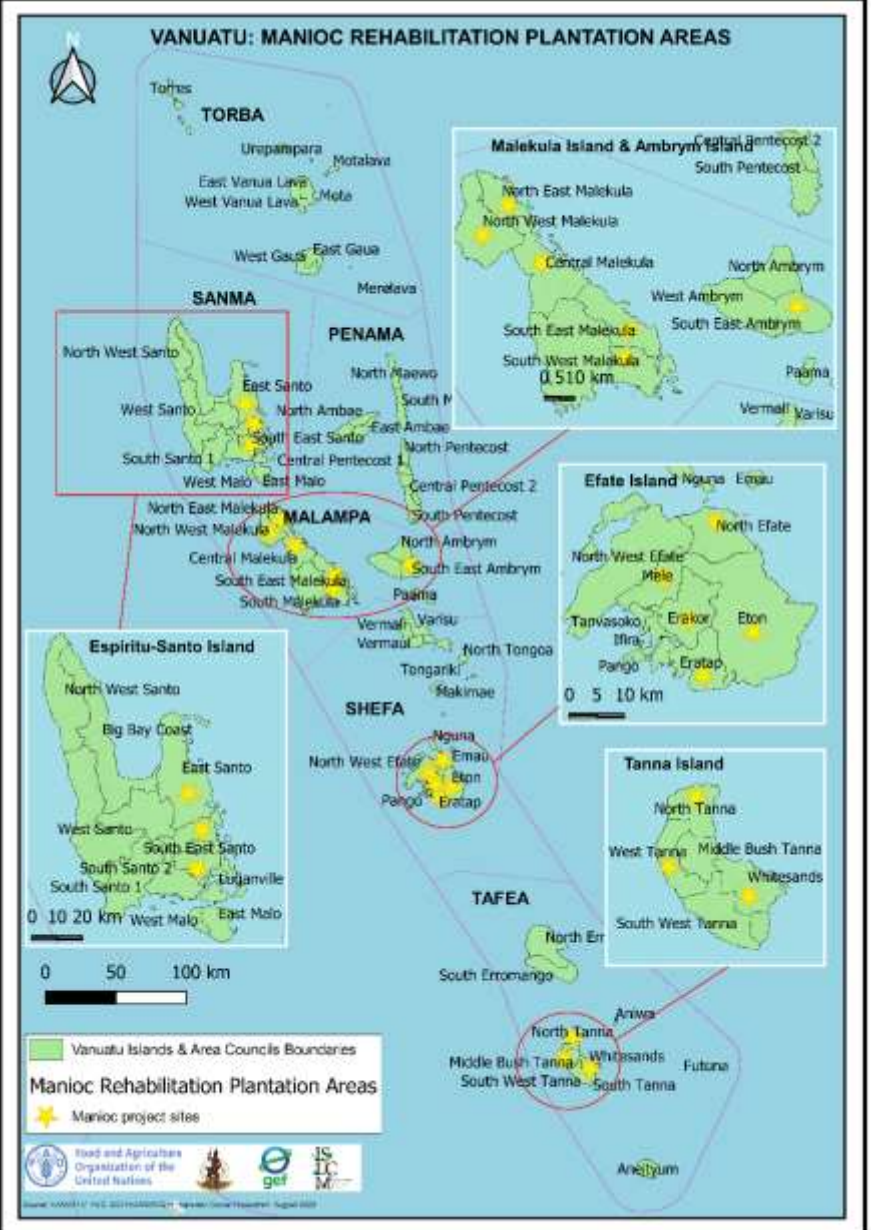 VANUATU: MANIOC REHABILITATION PLANTATION AREAS
N
Torres
TORBA
Ureparapara
Motalava
East Vanua Lava
West Vanua Lava
Mota
West Gaua
East Gaua
Merelava
SANMA
PENAMA
North West Santo
East Santo
West Santo
South East Santo
South Santo 1
West Malo
East Malo
North Maewo
South M
North Ambae
East Ambae
North Pentecost
Central Pentecost 1
Central Pentecost 2
South Pentecost
North East Malekula
North West Malekula
MALAMPA
Central Malekula
South East Malekula
South Malekula
North Ambrym
South East Ambrym
Paama
Vermali
Varisu
Vermaul
North Tongoa
Tongariki
Makimae
SHEFA
Nguna
North West Efate
Emau
Eton
Pango
Eratap
TAFEA
North Err
South Erromango
Aniwa
North Tanna
Middle Bush Tanna
Whitesands
South West Tanna
South Tanna
Futuna
Aneityum
Malekula Island & Ambrym Island
Central Pentecost 2
South Pentecost
North East Malekula
North West Malekula
Central Malekula
North Ambrym
West Ambrym
South East Ambrym
South East Malekula
South West Malakula
0 510 km
Paama
Vermali
Varisu
Efate Island
Nguna
Emau
North Efate
North West Efate
Mele
Tanvasoko
Erakor
Eton
Ifira
Pango
Eratap
0 5 10 km
Espiritu-Santo Island
North West Santo
Big Bay Coast
East Santo
West Santo
South East Santo
South Santo 2
Luganville
South Santo 1
West Malo
East Malo
0 10 20 km
Tanna Island
North Tanna
West Tanna
Middle Bush Tanna
Whitesands
South West Tanna
0 50 100 km
Vanuatu Islands & Area Councils Boundaries
Manioc Rehabilitation Plantation Areas
Manioc project sites
Food and Agriculture
Organization of the
United Nations
gef